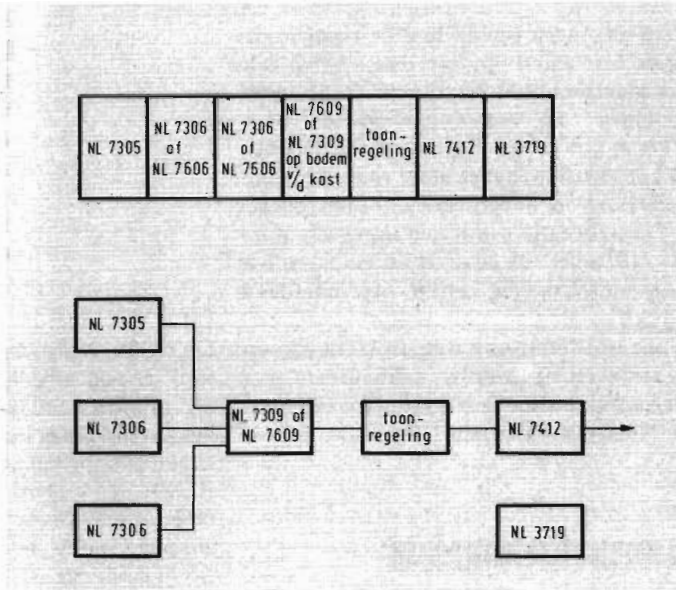 NL 7305
NL 7306
of
NL 7606
NL 7306
of
NL 7606
NL 7609
of
NL 7309
op bodem
v/d kast
toon-
regeling
NL 7412
NL 3719
NL 7305
NL 7306
NL 7306
NL 7309 of
NL 7609
toon-
regeling
NL 7412
NL 3719